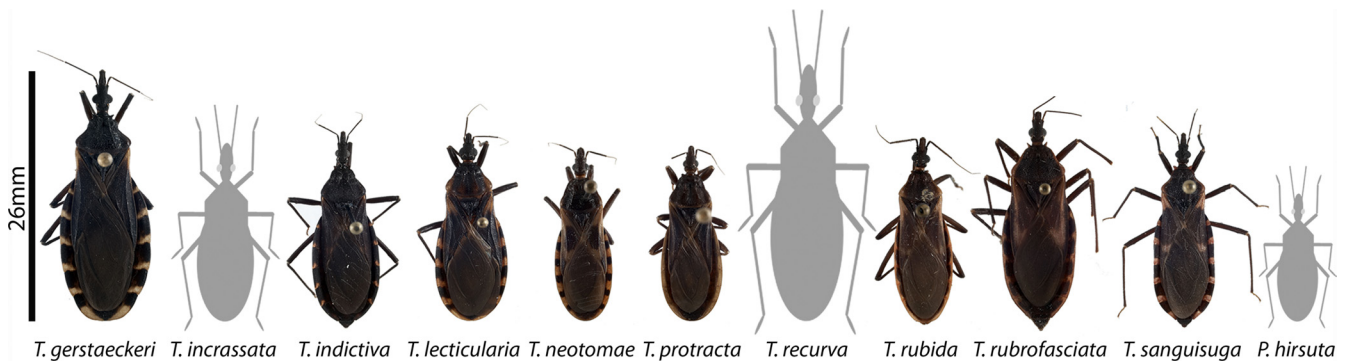 26mm
T. gerstaeckeri T. incrassata T. indictiva T. lecticularia T. neotomae T. protracta T. recurva T. rubida T. rubrofasciata T. sanguisuga P. hirsuta